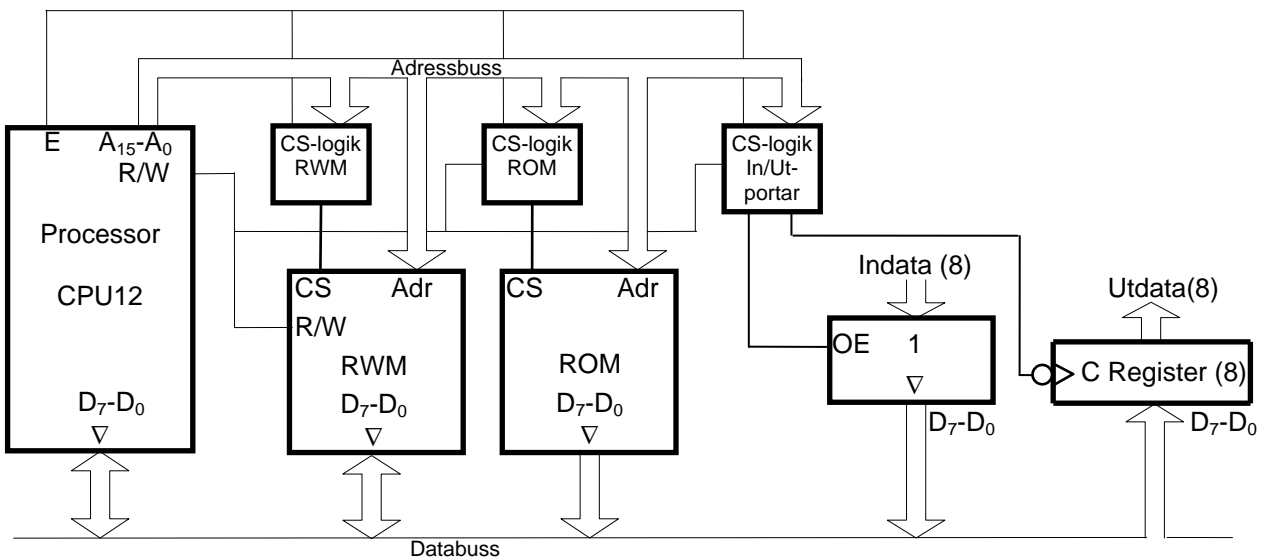 Adressbuss
E A₁₅-A₀
R/W
Processor
CPU12
D₇-D₀
∇
CS-logik
RWM
CS-logik
ROM
CS-logik
In/Ut-
portar
CS Adr
R/W
RWM
D₇-D₀
∇
CS Adr
ROM
D₇-D₀
∇
Indata (8)
OE 1
∇
D₇-D₀
Utdata(8)
C Register (8)
D₇-D₀
Databuss